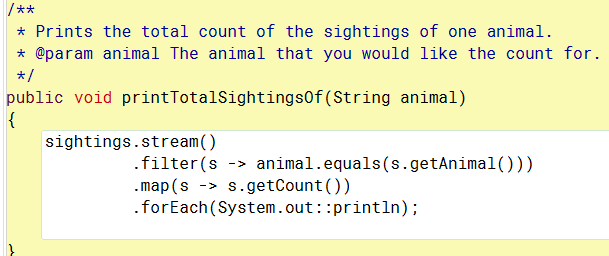 /**
 * Prints the total count of the sightings of one animal.
 * @param animal The animal that you would like the count for.
 */
public void printTotalSightingsOf(String animal)
{
    sightings.stream()
            .filter(s -> animal.equals(s.getAnimal()))
            .map(s -> s.getCount())
            .forEach(System.out::println);
}